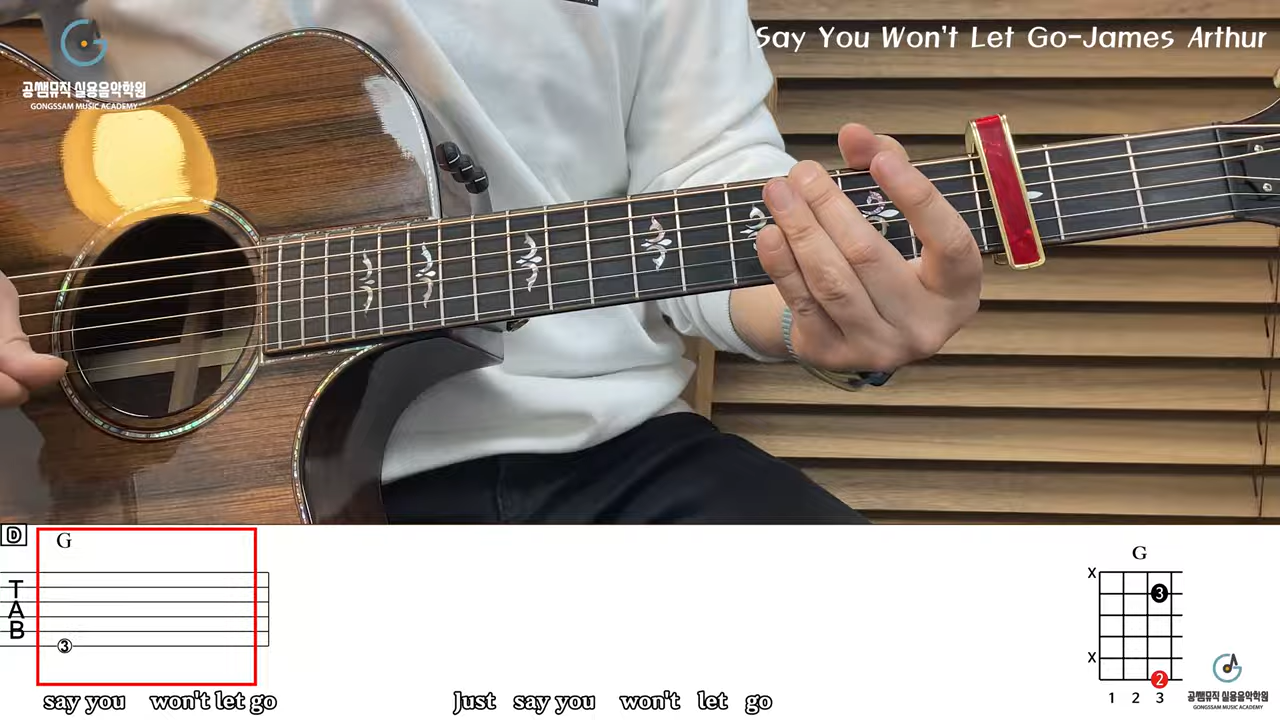 Say You Won't Let Go-James Arthur
G
공쌤뮤직 실용음악학원
GONGSSAM MUSIC ACADEMY
D
G
T
A
B
3
say you won't let go
Just say you won't let go
G
x
3
x
2
1 2 3
G
공쌤뮤직 실용음악학원
GONGSSAM MUSIC ACADEMY